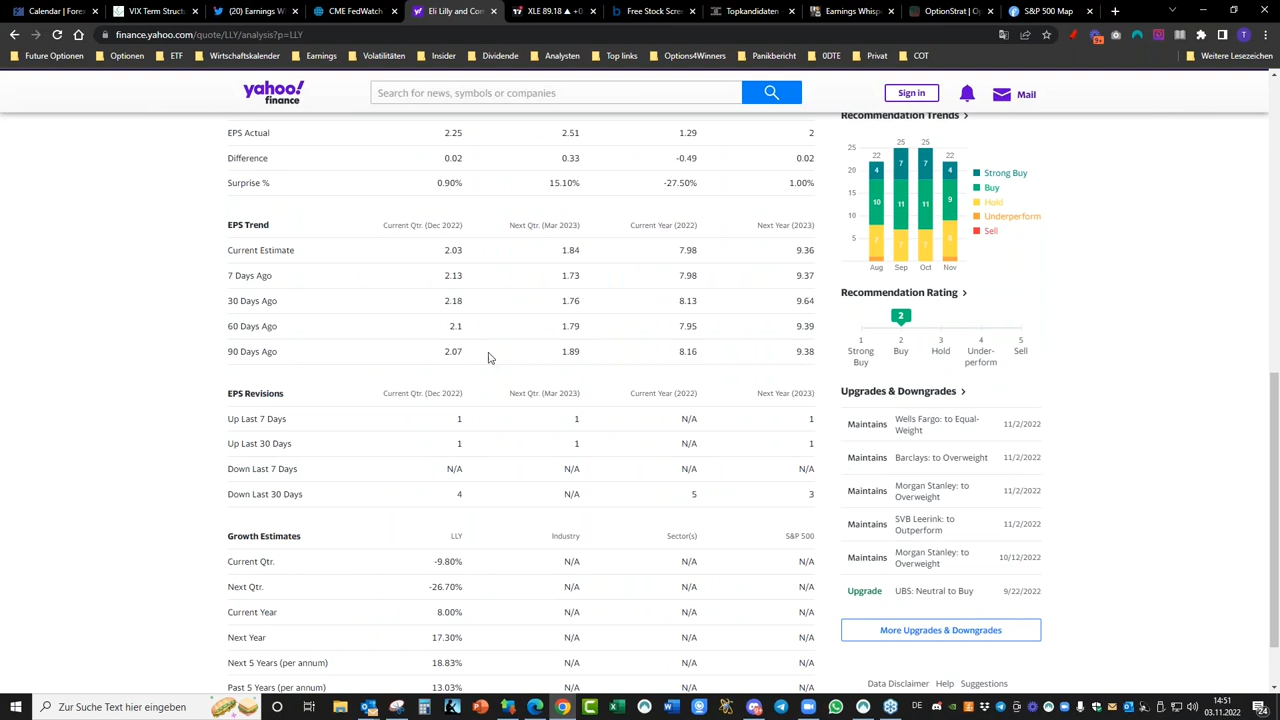 Calendar | Forex
VIX Term Structu
(20) Earnings W
CME FedWatch
Eli Lilly and Com
XLE 89.18 ▲ +0
Free Stock Scree
Earnings Whisp
OptionStrat |
S&P 500 Map
finance.yahoo.com/quote/LLY/analysis?p=LLY
Future Optionen
Optionen
ETF
Wirtschaftskalender
Earnings
Volatilitäten
Insider
Dividende
Analysten
Top links
Options4Winners
Panikbericht
0DTE
Privat
COT
Weitere Lesezeichen
yahoo!
finance
Search for news, symbols or companies
Sign in
Mail
EPS Actual 2.25 2.51 1.29 2
Difference 0.02 0.33 -0.49 0.02
Surprise % 0.90% 15.10% -27.50% 1.00%
EPS Trend Current Qtr. (Dec 2022) Next Qtr. (Mar 2023) Current Year (2022) Next Year (2023)
Current Estimate 2.03 1.84 7.98 9.36
7 Days Ago 2.13 1.73 7.98 9.37
30 Days Ago 2.18 1.76 8.13 9.64
60 Days Ago 2.1 1.79 7.95 9.39
90 Days Ago 2.07 1.89 8.16 9.38
EPS Revisions Current Qtr. (Dec 2022) Next Qtr. (Mar 2023) Current Year (2022) Next Year (2023)
Up Last 7 Days 1 1 N/A 1
Up Last 30 Days 1 1 N/A 1
Down Last 7 Days N/A N/A N/A N/A
Down Last 30 Days 4 N/A 5 3
Growth Estimates LLY Industry Sector(s) S&P 500
Current Qtr. -9.80% N/A N/A N/A
Next Qtr. -26.70% N/A N/A N/A
Current Year 8.00% N/A N/A N/A
Next Year 17.30% N/A N/A N/A
Next 5 Years (per annum) 18.83% N/A N/A N/A
Past 5 Years (per annum) 13.03% N/A N/A N/A
Recommendation Trends >
25 22 25 25 22
20 4 7 7 4
15
10 10 11 11 9
5 7 7 7 8
Aug Sep Oct Nov
Strong Buy
Buy
Hold
Underperform
Sell
Recommendation Rating >
2
1 2 3 4 5
Strong Buy Hold Under- Sell
Buy perform
Upgrades & Downgrades >
Maintains Wells Fargo: to Equal- 11/2/2022
Weight
Maintains Barclays: to Overweight 11/2/2022
Maintains Morgan Stanley: to 11/2/2022
Overweight
Maintains SVB Leerink: to 11/2/2022
Outperform
Maintains Morgan Stanley: to 10/12/2022
Overweight
Upgrade UBS: Neutral to Buy 9/22/2022
More Upgrades & Downgrades
Data Disclaimer Help Suggestions
Zur Suche Text hier eingeben
DE
14:51
03.11.2022